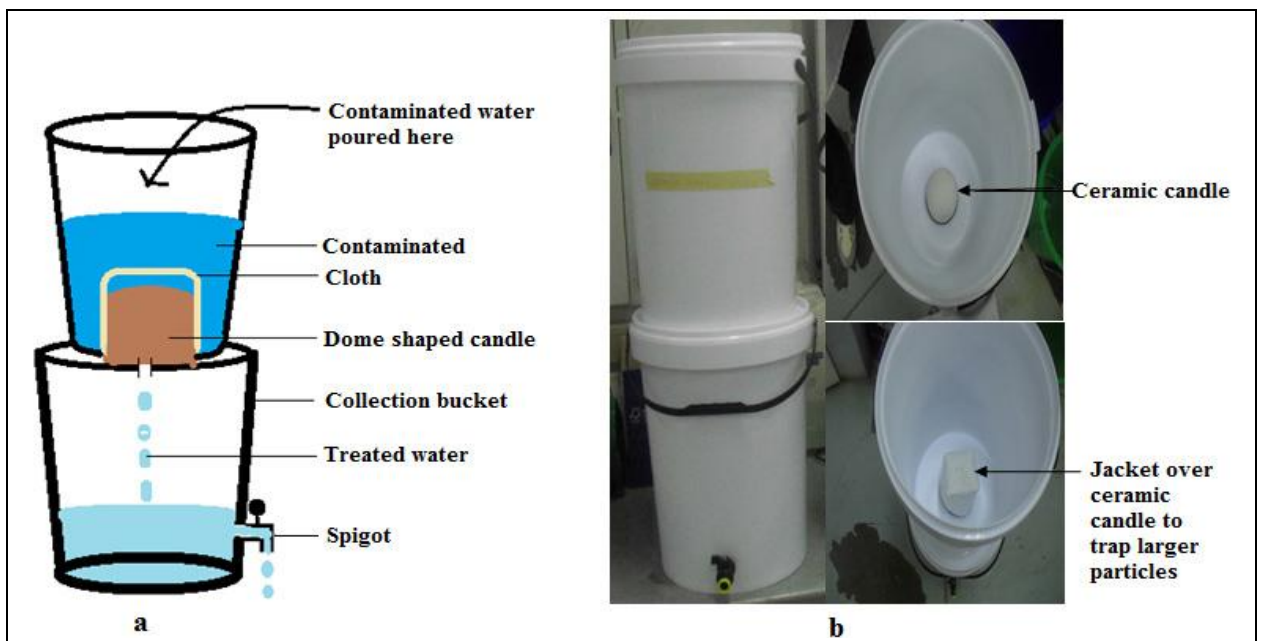 Contaminated water
poured here
Contaminated
Cloth
Dome shaped candle
Collection bucket
Treated water
Spigot
a
Ceramic candle
Jacket over
ceramic
candle to
trap larger
particles
b